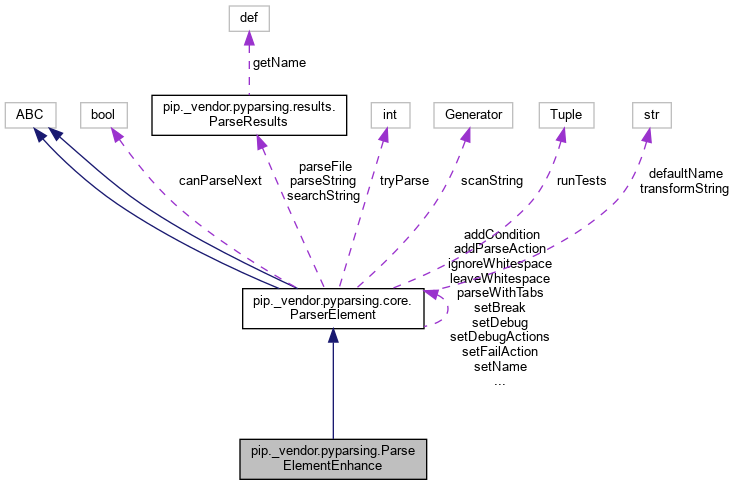 def
getName
ABC
bool
pip._vendor.pyparsing.results.
ParseResults
int
Generator
Tuple
str
canParseNext
parseFile
parseString
searchString
tryParse
scanString
runTests
defaultName
transformString
addCondition
addParseAction
ignoreWhitespace
leaveWhitespace
parseWithTabs
setBreak
setDebug
setDebugActions
setFailAction
setName
...
pip._vendor.pyparsing.core.
ParserElement
pip._vendor.pyparsing.Parse
ElementEnhance